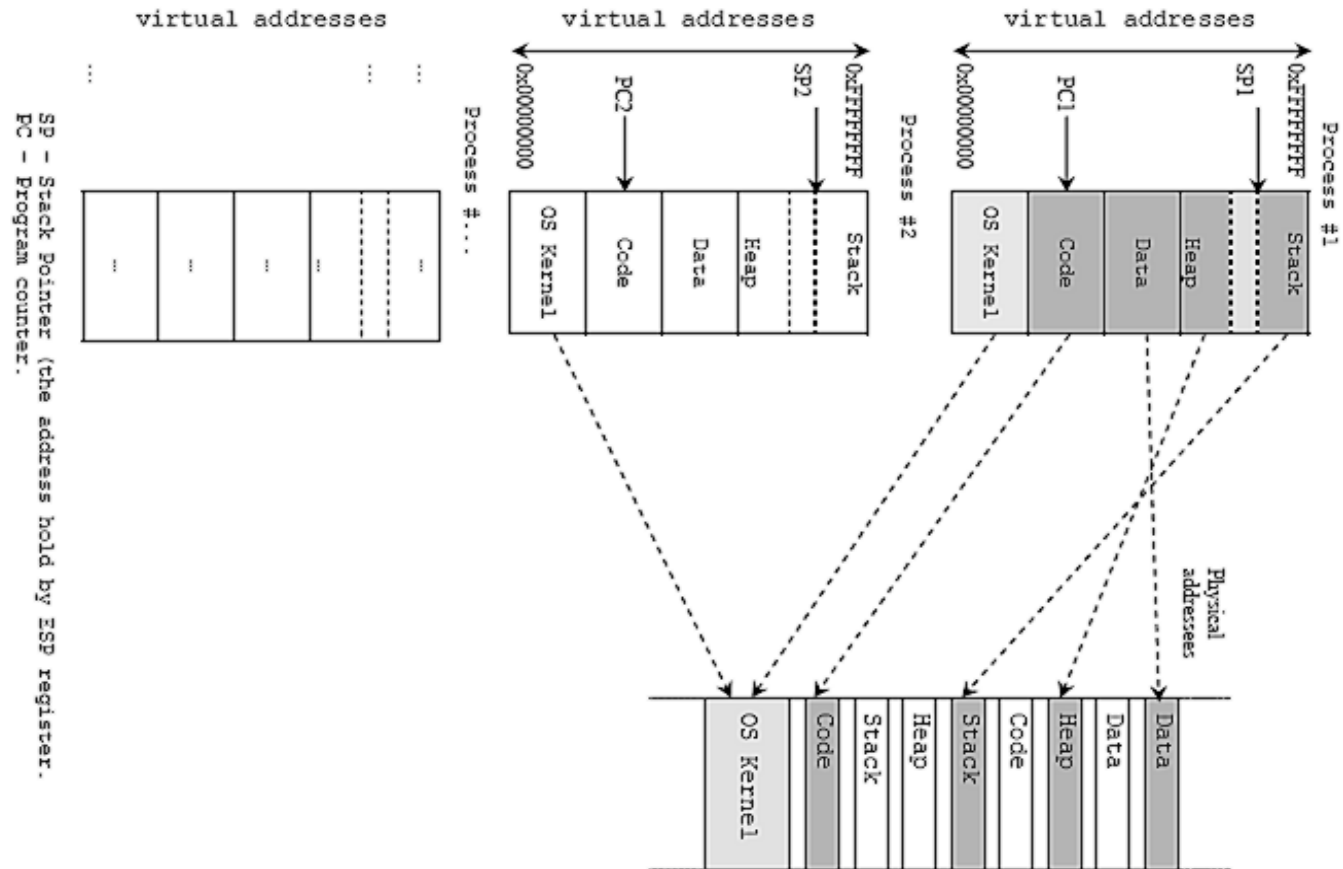 virtual addresses
virtual addresses
virtual addresses
Process #1
0xFFFFFFFF
SP1
PC1
0x00000000
Stack
Heap
Data
Code
OS Kernel
Process #2
0xFFFFFFFF
SP2
PC2
0x00000000
Stack
Heap
Data
Code
OS Kernel
Process #...
...
...
...
...
...
...
...
...
Physical
addressees
Data
Data
Heap
Code
Stack
Heap
Stack
Code
OS Kernel
SP - Stack Pointer (the address hold by ESP register.
PC - Program counter.